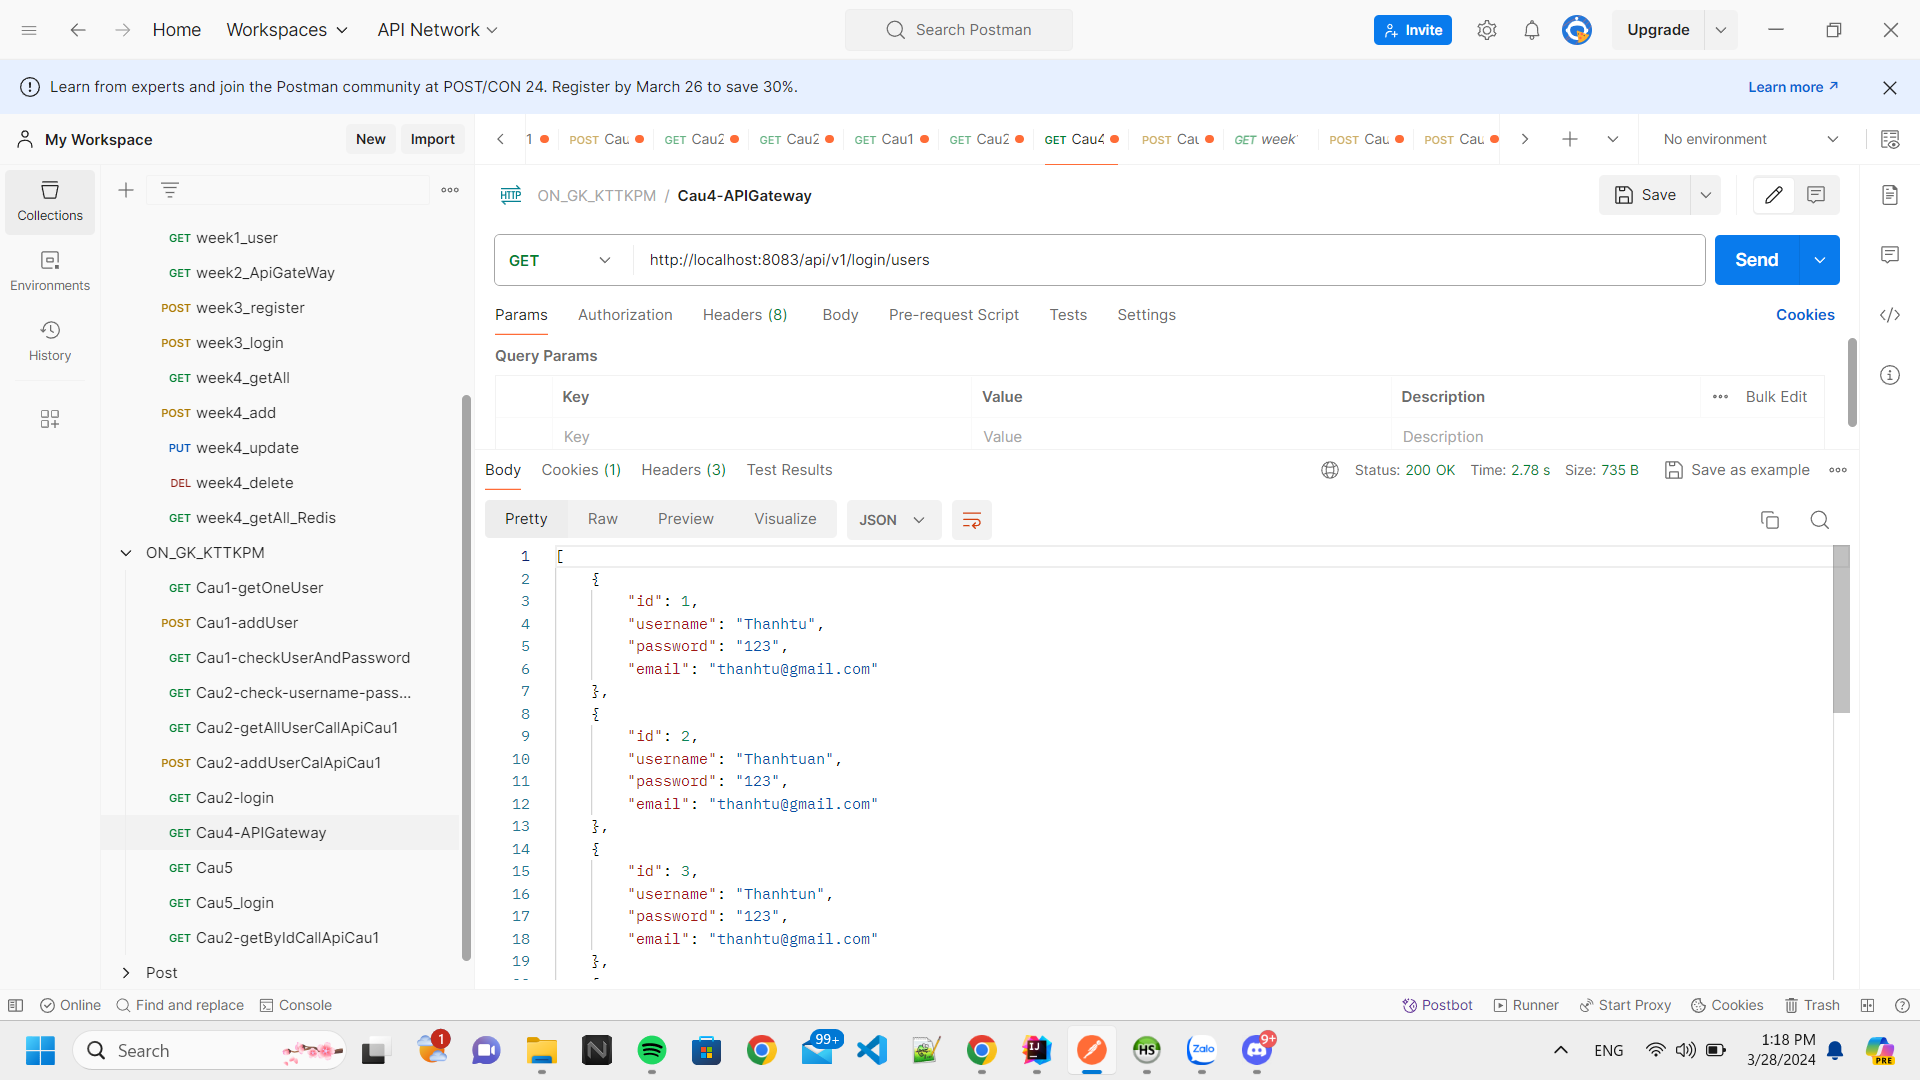 Home
Workspaces
API Network
Search Postman
Invite
Upgrade
Learn from experts and join the Postman community at POST/CON 24. Register by March 26 to save 30%.
Learn more
My Workspace
New
Import
1
POST Cau
GET Cau2
GET Cau2
GET Cau1
GET Cau2
GET Cau4
POST Cau
GET week
POST Cau
POST Cau
No environment
Collections
Environments
History
HTTP
ON_GK_KTTKPM / Cau4-APIGateway
Save
GET
http://localhost:8083/api/v1/login/users
Send
Params
Authorization
Headers (8)
Body
Pre-request Script
Tests
Settings
Cookies
Query Params
Key
Value
Description
Bulk Edit
Key
Value
Description
GET week1_user
GET week2_ApiGateWay
POST week3_register
POST week3_login
GET week4_getAll
POST week4_add
PUT week4_update
DEL week4_delete
GET week4_getAll_Redis
ON_GK_KTTKPM
GET Cau1-getOneUser
POST Cau1-addUser
GET Cau1-checkUserAndPassword
GET Cau2-check-username-pass...
GET Cau2-getAllUserCallApiCau1
POST Cau2-addUserCalApiCau1
GET Cau2-login
GET Cau4-APIGateway
GET Cau5
GET Cau5_login
GET Cau2-getByIdCallApiCau1
Post
Body
Cookies (1)
Headers (3)
Test Results
Status: 200 OK
Time: 2.78 s
Size: 735 B
Save as example
Pretty
Raw
Preview
Visualize
JSON
1 [
2 {
3 "id": 1,
4 "username": "Thanhtu",
5 "password": "123",
6 "email": "thanhtu@gmail.com"
7 },
8 {
9 "id": 2,
10 "username": "Thanhtuan",
11 "password": "123",
12 "email": "thanhtu@gmail.com"
13 },
14 {
15 "id": 3,
16 "username": "Thanhtun",
17 "password": "123",
18 "email": "thanhtu@gmail.com"
19 },
Online
Find and replace
Console
Postbot
Runner
Start Proxy
Cookies
Trash
Search
1
99+
IJ
HS
Zalo
9+
ENG
1:18 PM
3/28/2024
PRE